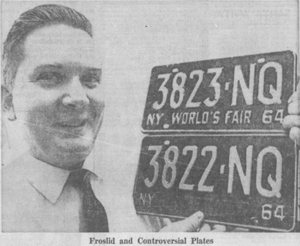 3823-NQ
NY WORLD'S FAIR 64
3822-NQ
NY 64
Froslid and Controversial Plates